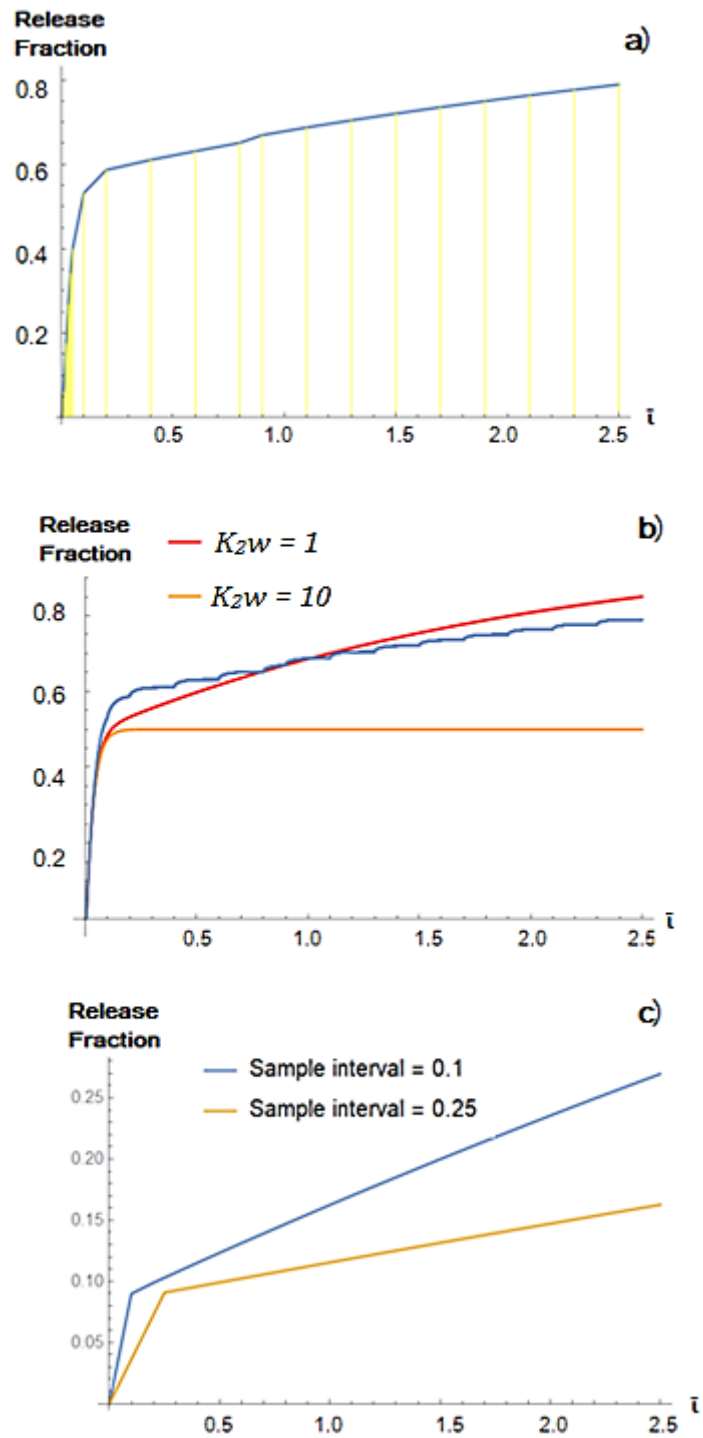 Release
Fraction
a)
0.8
0.6
0.4
0.2
0.5 1.0 1.5 2.0 2.5 ῑ
Release
Fraction
b)
K₂w = 1
K₂w = 10
0.8
0.6
0.4
0.2
0.5 1.0 1.5 2.0 2.5 ῑ
Release
Fraction
c)
Sample interval = 0.1
Sample interval = 0.25
0.25
0.20
0.15
0.10
0.05
0.5 1.0 1.5 2.0 2.5 ῑ